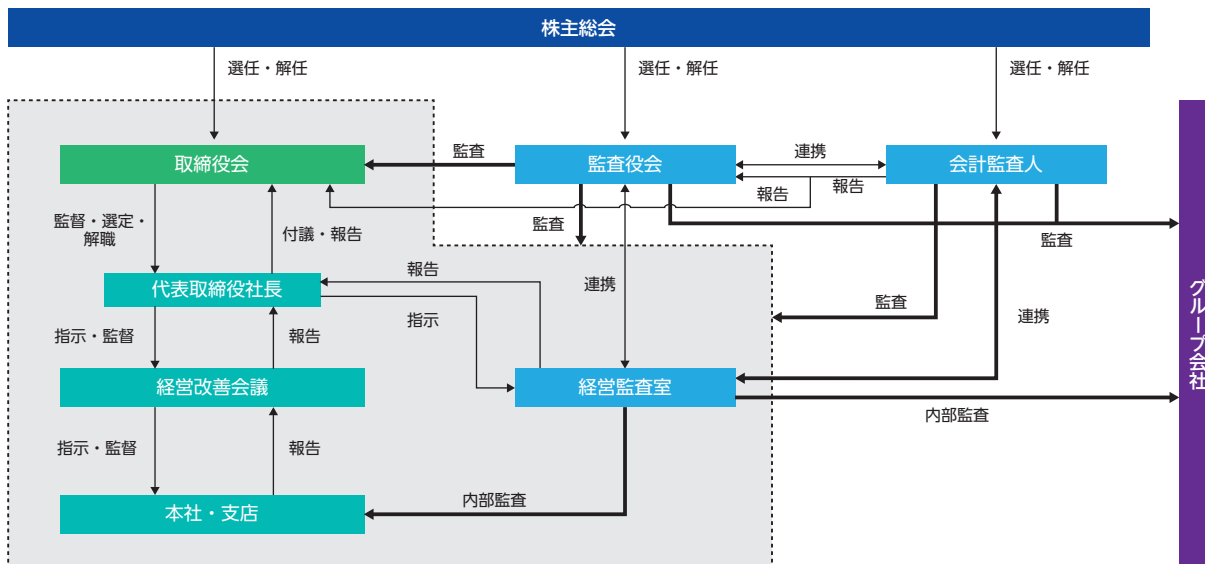 株主総会
選任・解任
選任・解任
選任・解任
取締役会
監査
監査役会
連携
報告
報告
会計監査人
監督・選定・
解職
付議・報告
監査
監査
代表取締役社長
報告
連携
指示
監査
連携
グループ会社
指示・監督
報告
経営改善会議
経営監査室
内部監査
指示・監督
報告
本社・支店
内部監査